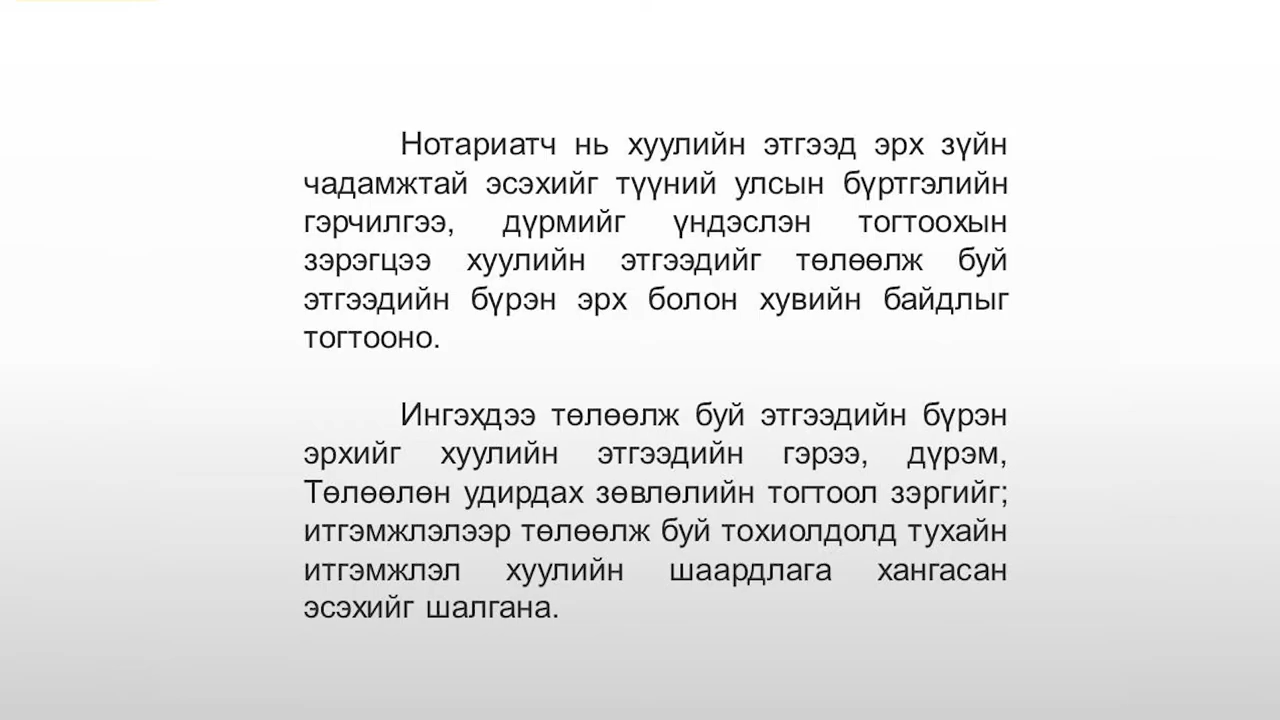 Нотариатч нь хуулийн этгээд эрх зүйн
чадамжтай эсэхийг түүний улсын бүртгэлийн
гэрчилгээ, дүрмийг үндэслэн тогтоохын
зэрэгцээ хуулийн этгээдийг төлөөлж буй
этгээдийн бүрэн эрх болон хувийн байдлыг
тогтооно.
Ингэхдээ төлөөлж буй этгээдийн бүрэн
эрхийг хуулийн этгээдийн гэрээ, дүрэм,
Төлөөлөн удирдах зөвлөлийн тогтоол зэргийг;
итгэмжлэлээр төлөөлж буй тохиолдолд тухайн
итгэмжлэл хуулийн шаардлага хангасан
эсэхийг шалгана.